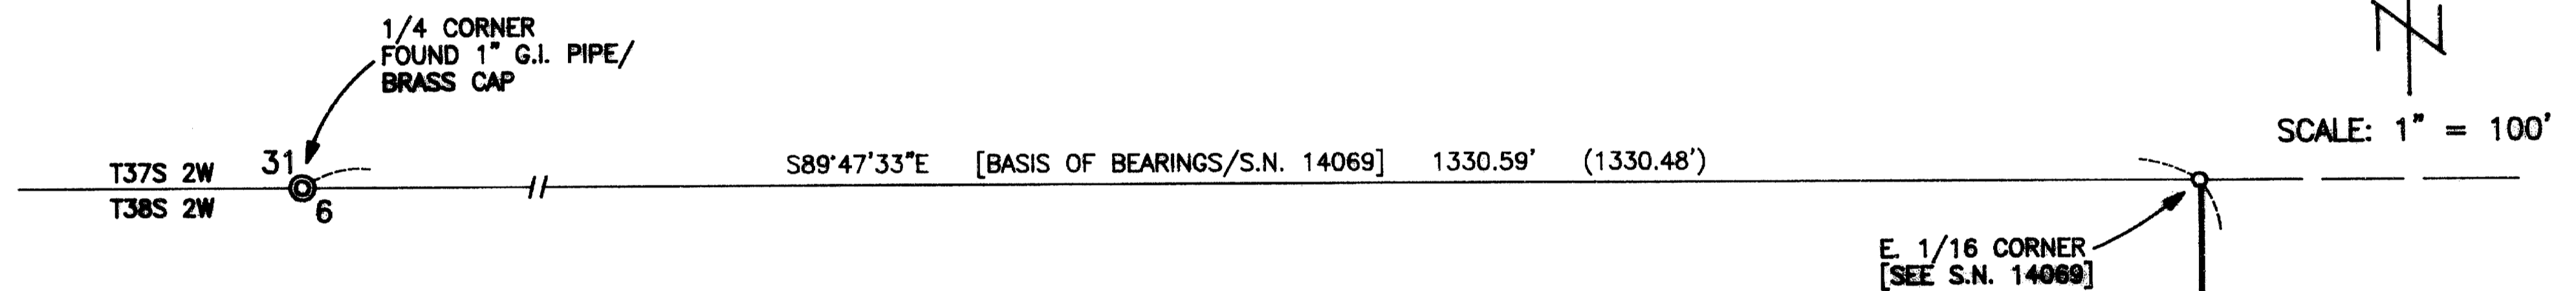 1/4 CORNER
FOUND 1" G.I. PIPE/
BRASS CAP
N
SCALE: 1" = 100'
T37S 2W
31
S89°47'33"E [BASIS OF BEARINGS/S.N. 14069] 1330.59' (1330.48')
T38S 2W
6
E. 1/16 CORNER
[SEE S.N. 14069]